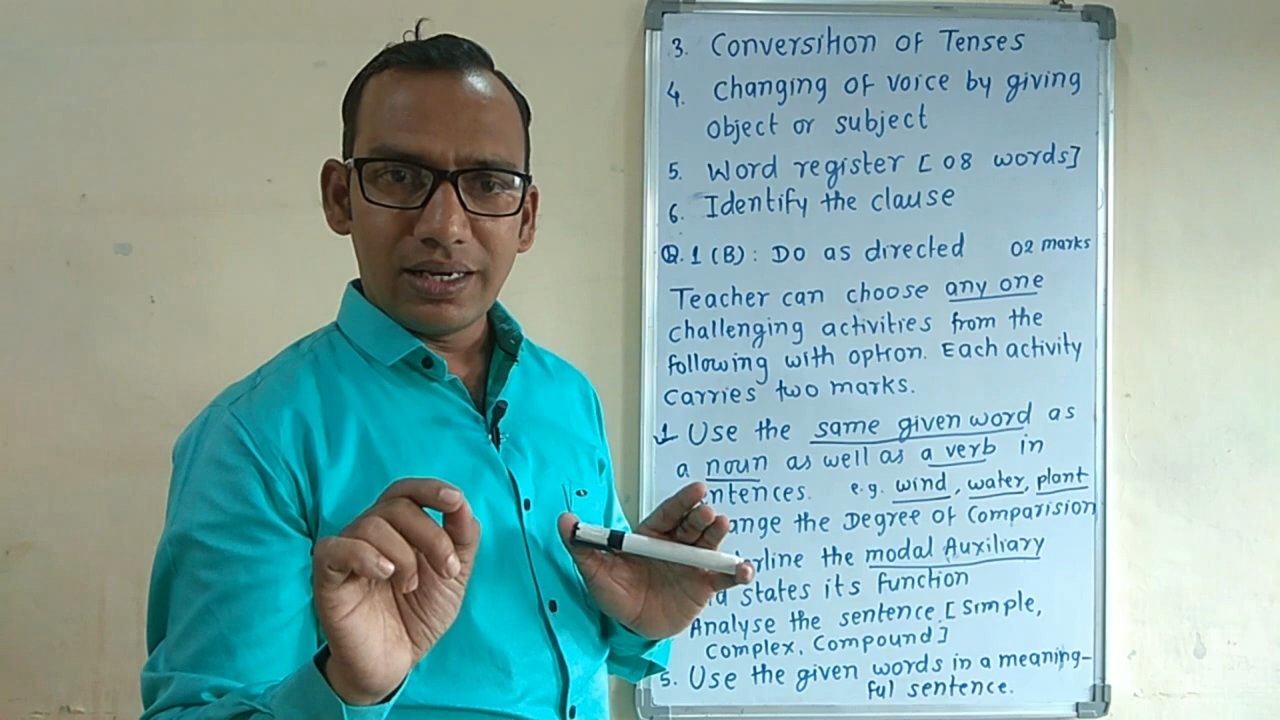 3. Conversition of Tenses
4. Changing of voice by giving
object or subject
5. Word register [ 08 words]
6. Identify the clause
Q.1 (B): Do as directed 02 marks
Teacher can choose any one
challenging activities from the
following with option. Each activity
carries two marks.
1 Use the same given word as
a noun as well as a verb in
ntences. e.g. wind, water, plant
ange the Degree of Comparision
rline the modal Auxiliary
states its function
Analyse the sentence [Simple,
Complex, Compound]
5. Use the given words in a meaning-
ful sentence.